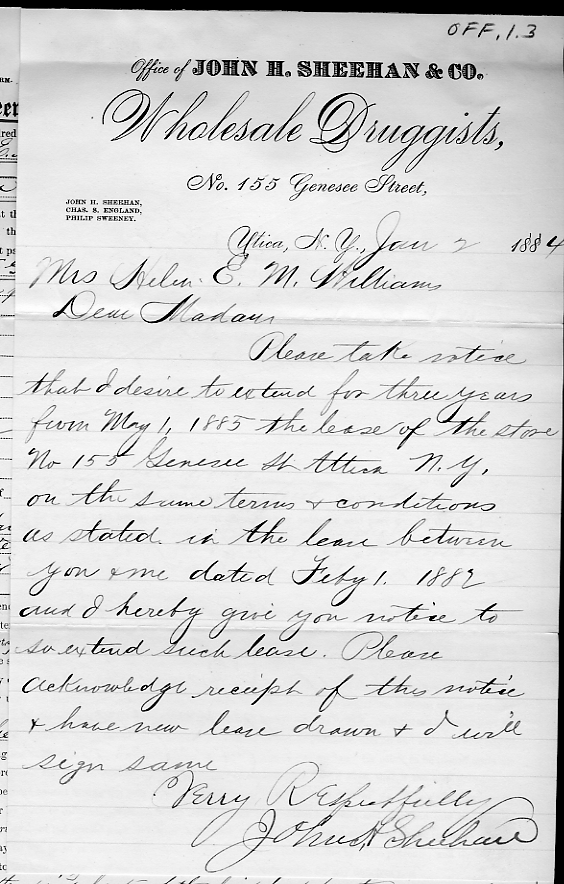 OFF. 1.3
Office of JOHN H. SHEEHAN & CO.
Wholesale Druggists,
No. 155 Genesee Street,
JOHN H. SHEEHAN,
CHAS. S. ENGLAND,
PHILIP SWEENEY.
Utica, N. Y., Jan 2 1884
Mrs Helen E. M. Williams
Dear Madam
Please take notice
that I desire to extend for three years
from May 1, 1885 the lease of the store
No 155 Genesee St Utica N.Y.
on the same terms & conditions
as stated in the lease between
you & me dated Feby 1. 1882
and I hereby give you notice to
so extend such lease. Please
acknowledge receipt of this notice
& have new lease drawn & I will
sign same
Verry Respectfully
John H Sheehan